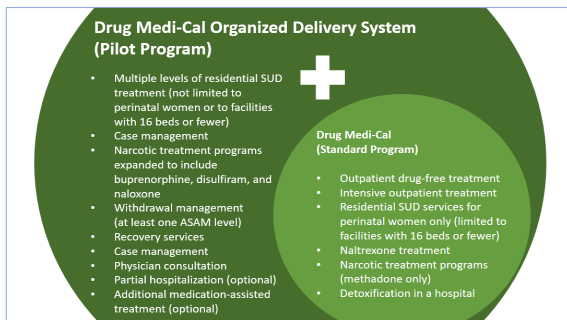 Drug Medi-Cal Organized Delivery System
(Pilot Program)
• Multiple levels of residential SUD
treatment (not limited to
perinatal women or to facilities
with 16 beds or fewer)
• Case management
• Narcotic treatment programs
expanded to include
buprenorphine, disulfiram, and
naloxone
• Withdrawal management
(at least one ASAM level)
• Recovery services
• Case management
• Physician consultation
• Partial hospitalization (optional)
• Additional medication-assisted
treatment (optional)
Drug Medi-Cal
(Standard Program)
• Outpatient drug-free treatment
• Intensive outpatient treatment
• Residential SUD services for
perinatal women only (limited to
facilities with 16 beds or fewer)
• Naltrexone treatment
• Narcotic treatment programs
(methadone only)
• Detoxification in a hospital